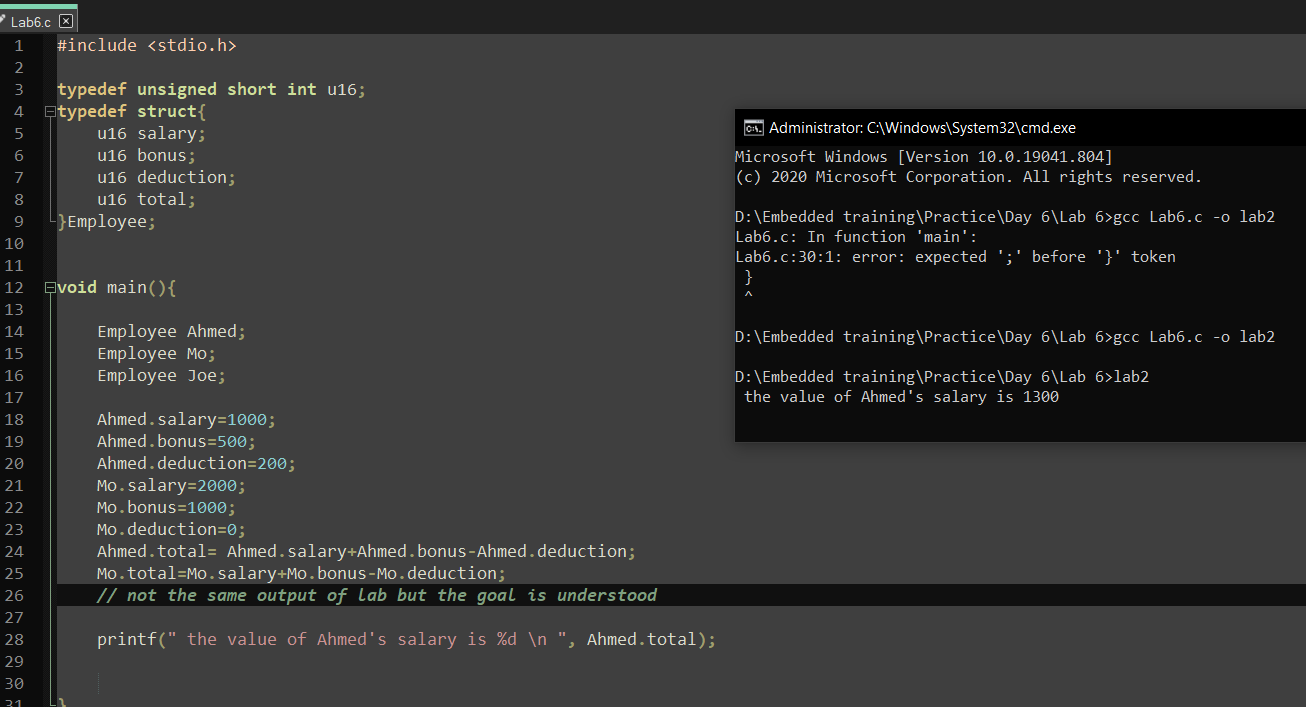 Lab6.c
1 #include <stdio.h>
2
3 typedef unsigned short int u16;
4 typedef struct{
5 u16 salary;
6 u16 bonus;
7 u16 deduction;
8 u16 total;
9 }Employee;
10
11
12 void main(){
13
14 Employee Ahmed;
15 Employee Mo;
16 Employee Joe;
17
18 Ahmed.salary=1000;
19 Ahmed.bonus=500;
20 Ahmed.deduction=200;
21 Mo.salary=2000;
22 Mo.bonus=1000;
23 Mo.deduction=0;
24 Ahmed.total= Ahmed.salary+Ahmed.bonus-Ahmed.deduction;
25 Mo.total=Mo.salary+Mo.bonus-Mo.deduction;
26 // not the same output of lab but the goal is understood
27
28 printf(" the value of Ahmed's salary is %d \n ", Ahmed.total);
29
30
31 }
C:\. Administrator: C:\Windows\System32\cmd.exe
Microsoft Windows [Version 10.0.19041.804]
(c) 2020 Microsoft Corporation. All rights reserved.
D:\Embedded training\Practice\Day 6\Lab 6>gcc Lab6.c -o lab2
Lab6.c: In function 'main':
Lab6.c:30:1: error: expected ';' before '}' token
}
^
D:\Embedded training\Practice\Day 6\Lab 6>gcc Lab6.c -o lab2
D:\Embedded training\Practice\Day 6\Lab 6>lab2
the value of Ahmed's salary is 1300